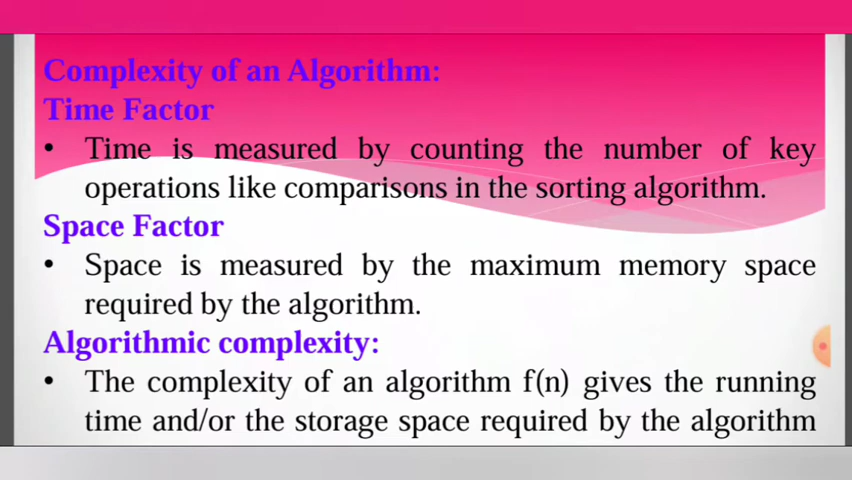 Complexity of an Algorithm:
Time Factor
• Time is measured by counting the number of key
operations like comparisons in the sorting algorithm.
Space Factor
• Space is measured by the maximum memory space
required by the algorithm.
Algorithmic complexity:
• The complexity of an algorithm f(n) gives the running
time and/or the storage space required by the algorithm